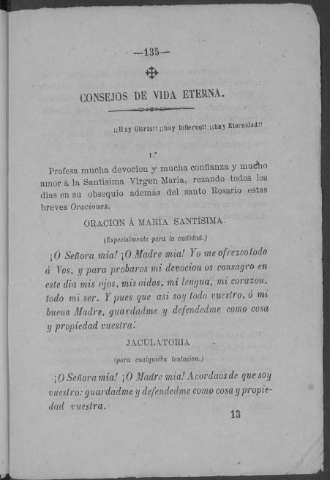 —135—
CONSEJOS DE VIDA ETERNA.
¡¡Hay Gloria!! ¡¡hay Infierno!! ¡¡hay Eternidad!!
1.º
Profesa mucha devocion y mucha confianza y mucho
amor á la Santísima Virgen María, rezando todos los
dias en su obsequio además del santo Rosario estas
breves Oraciones.
ORACION Á MARIA SANTÍSIMA.
(Especialmente para la castidad.)
¡O Señora mia! ¡O Madre mia! Yo me ofrezco todo
á Vos, y para probaros mi devocion os consagro en
este dia mis ojos, mis oidos, mi lengua, mi corazon,
todo mi ser. Y pues que asi soy todo vuestro, ó mi
buena Madre, guardadme y defendedme como cosa
y propiedad vuestra.
JACULATORIA
(para cualquiera tentacion.)
¡O Señora mia! ¡O Madre mia! Acordaos de que soy
vuestro: guardadme y defendedme como cosa y propie-
dad vuestra.
13